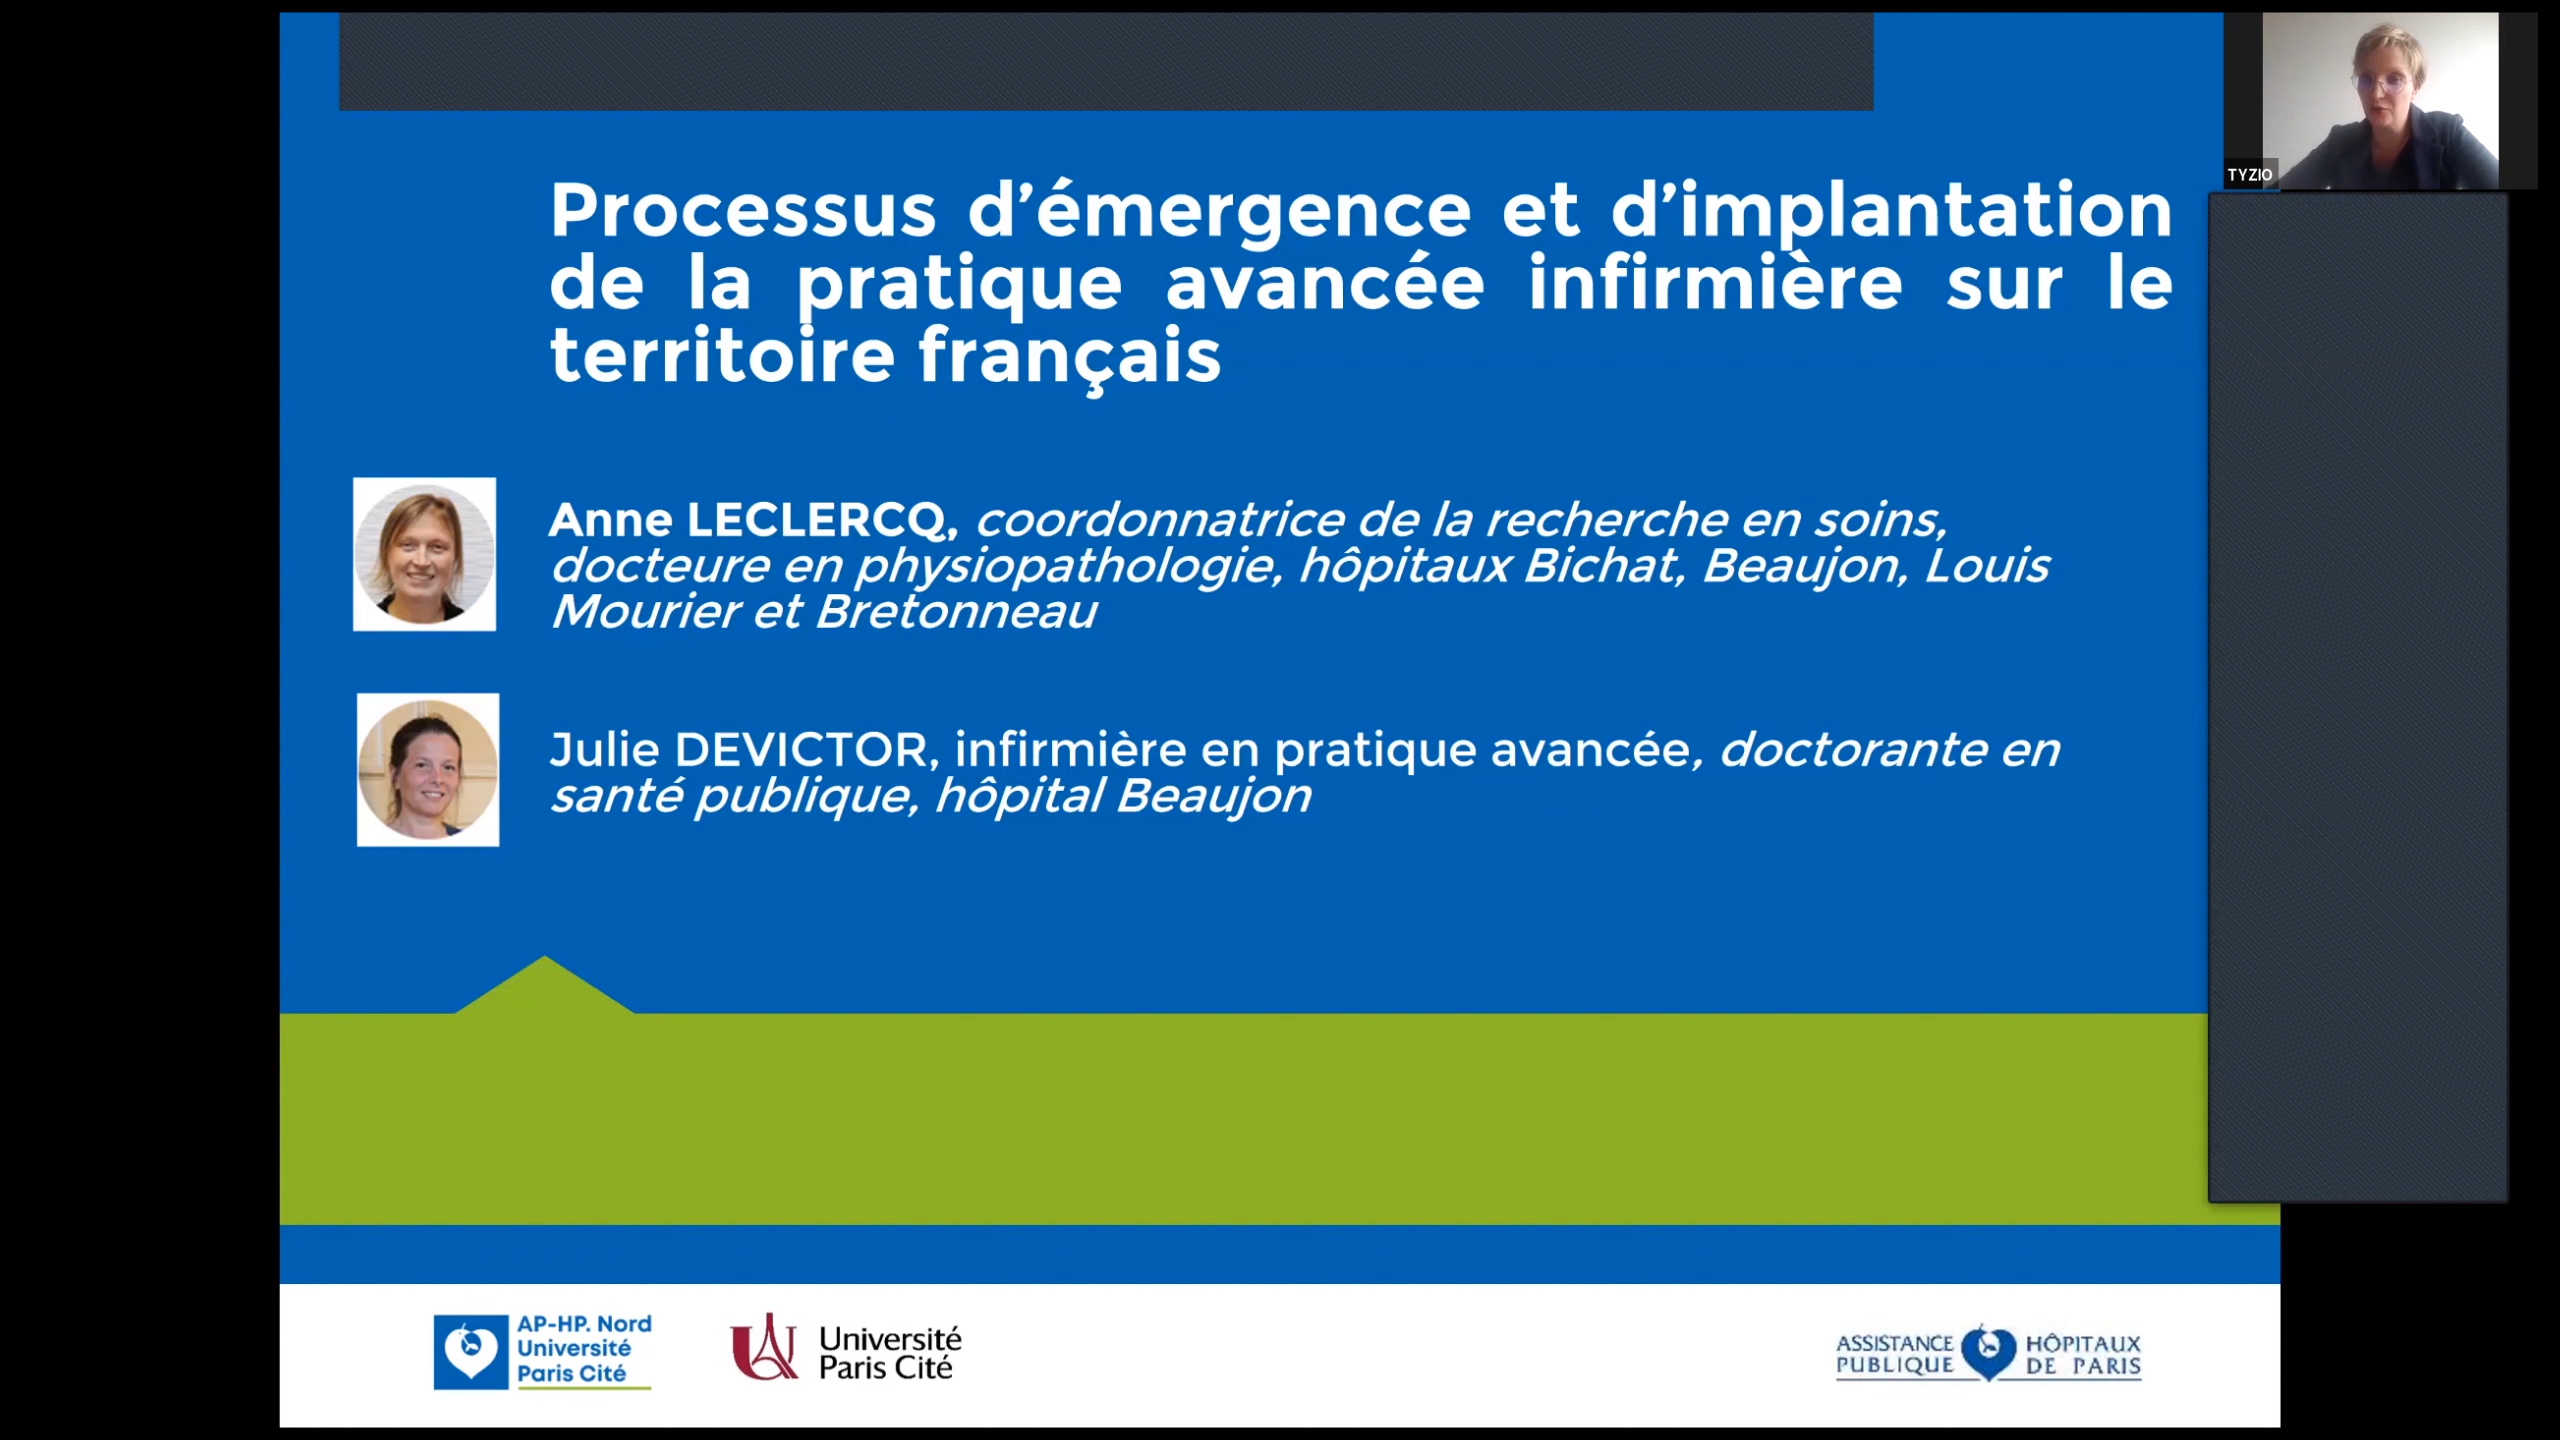 TYZIO
Processus d’émergence et d’implantation
de la pratique avancée infirmière sur le
territoire français
Anne LECLERCQ, coordonnatrice de la recherche en soins,
docteure en physiopathologie, hôpitaux Bichat, Beaujon, Louis
Mourier et Bretonneau
Julie DEVICTOR, infirmière en pratique avancée, doctorante en
santé publique, hôpital Beaujon
AP-HP. Nord
Université
Paris Cité
Université
Paris Cité
ASSISTANCE HÔPITAUX
PUBLIQUE DE PARIS